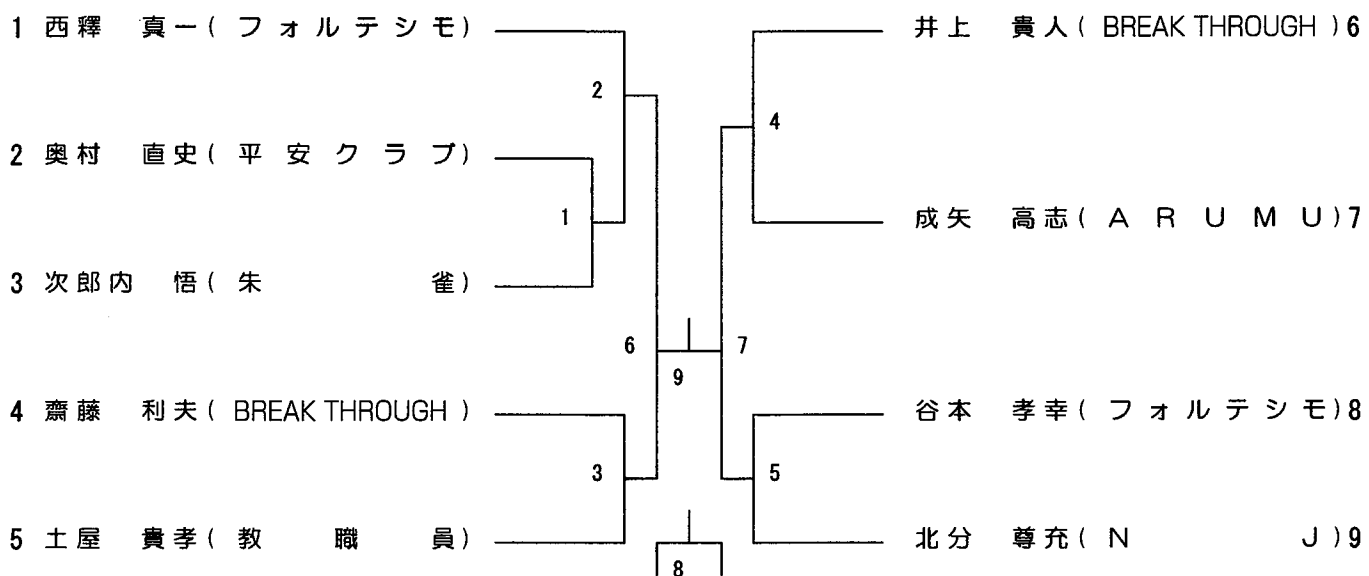 1 西釋 真一( フォルテシモ)
2 奥村 直史( 平安クラブ)
3 次郎内 悟( 朱 雀)
4 齋藤 利夫( BREAK THROUGH )
5 土屋 貴孝( 教職員)
2
1
6
3
9
8
7
4
5
井上 貴人( BREAK THROUGH )6
成矢 高志( ARUMU)7
谷本 孝幸( フォルテシモ)8
北分 尊充( N J)9